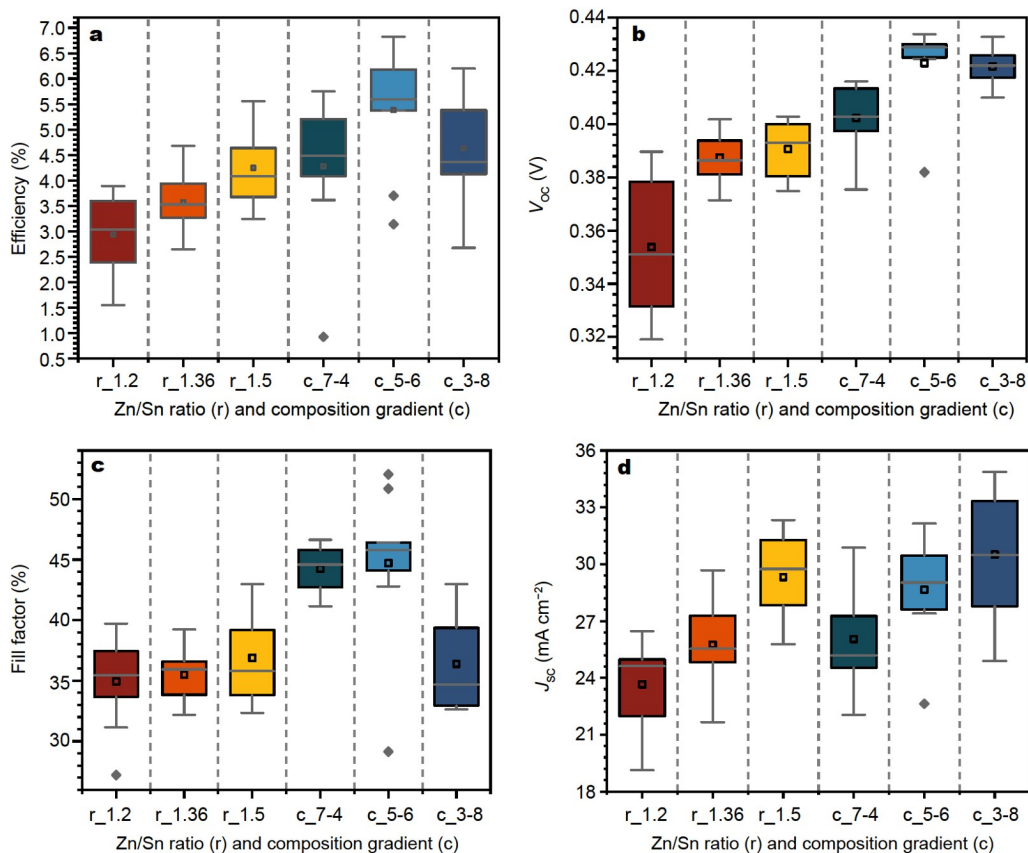 a
Efficiency (%)
7.0
6.5
6.0
5.5
5.0
4.5
4.0
3.5
3.0
2.5
2.0
1.5
1.0
0.5
r_1.2 r_1.36 r_1.5 c_7-4 c_5-6 c_3-8
Zn/Sn ratio (r) and composition gradient (c)
b
V_OC (V)
0.44
0.42
0.40
0.38
0.36
0.34
0.32
r_1.2 r_1.36 r_1.5 c_7-4 c_5-6 c_3-8
Zn/Sn ratio (r) and composition gradient (c)
c
Fill factor (%)
50
45
40
35
30
r_1.2 r_1.36 r_1.5 c_7-4 c_5-6 c_3-8
Zn/Sn ratio (r) and composition gradient (c)
d
J_SC (mA cm⁻²)
36
33
30
27
24
21
18
r_1.2 r_1.36 r_1.5 c_7-4 c_5-6 c_3-8
Zn/Sn ratio (r) and composition gradient (c)